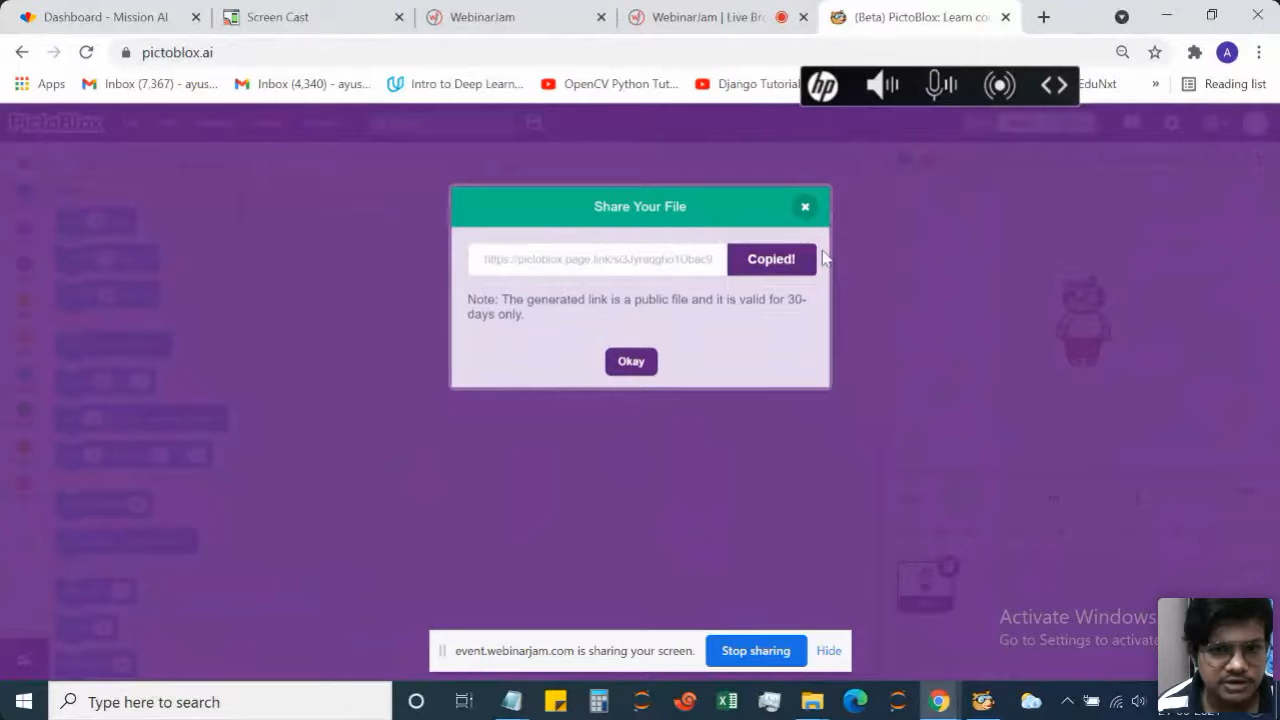 Dashboard - Mission AI
Screen Cast
WebinarJam
WebinarJam | Live Br
(Beta) PictoBlox: Learn co
pictoblox.ai
A
Apps
Inbox (7,367) - ayus...
Inbox (4,340) - ayus...
Intro to Deep Learn...
OpenCV Python Tut...
Django Tutorial
hp
EduNxt
»
Reading list
PictoBlox
Share Your File
Copied!
Note: The generated link is a public file and it is valid for 30-
days only.
Okay
Activate Windows
Go to Settings to activate
event.webinarjam.com is sharing your screen.
Stop sharing
Hide
Type here to search